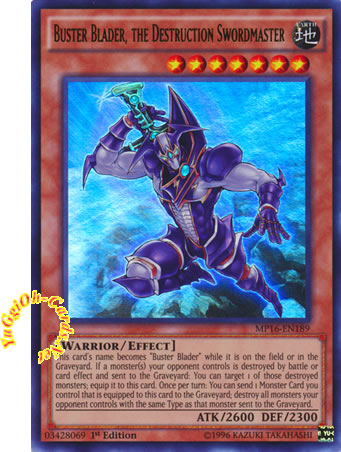 BUSTER BLADER, THE DESTRUCTION SWORDMASTER
EARTH
地
MP16-EN189
[WARRIOR/EFFECT]
This card's name becomes "Buster Blader" while it is on the field or in the
Graveyard. If a monster(s) your opponent controls is destroyed by battle or
card effect and sent to the Graveyard: You can target 1 of those destroyed
monsters; equip it to this card. Once per turn: You can send 1 Monster Card you
control that is equipped to this card to the Graveyard; destroy all monsters your
opponent controls with the same Type as that monster sent to the Graveyard.
ATK/2600 DEF/2300
03428069 1st Edition ©1996 KAZUKI TAKAHASHI